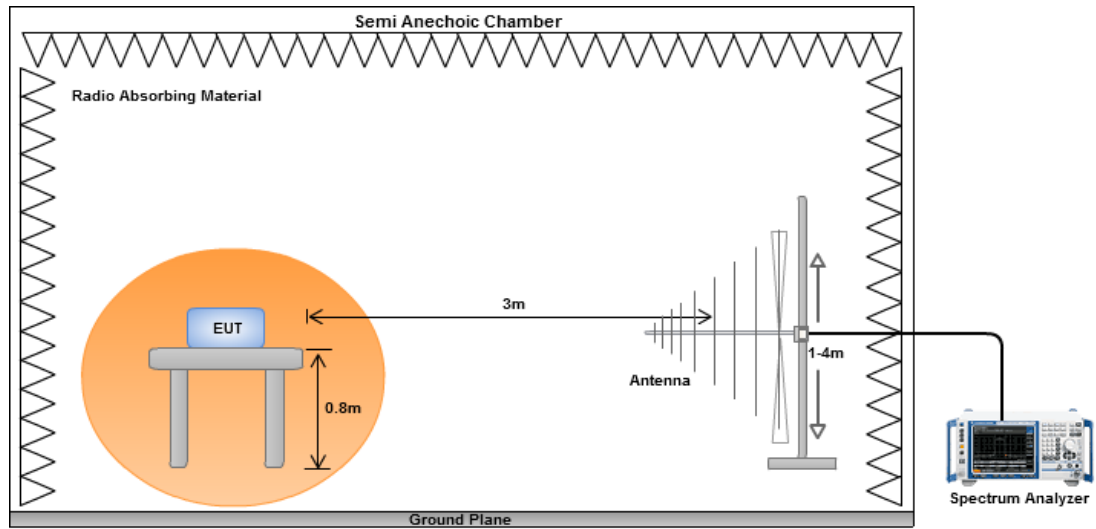 Semi Anechoic Chamber
Radio Absorbing Material
3m
EUT
1-4m
Antenna
0.8m
Spectrum Analyzer
Ground Plane